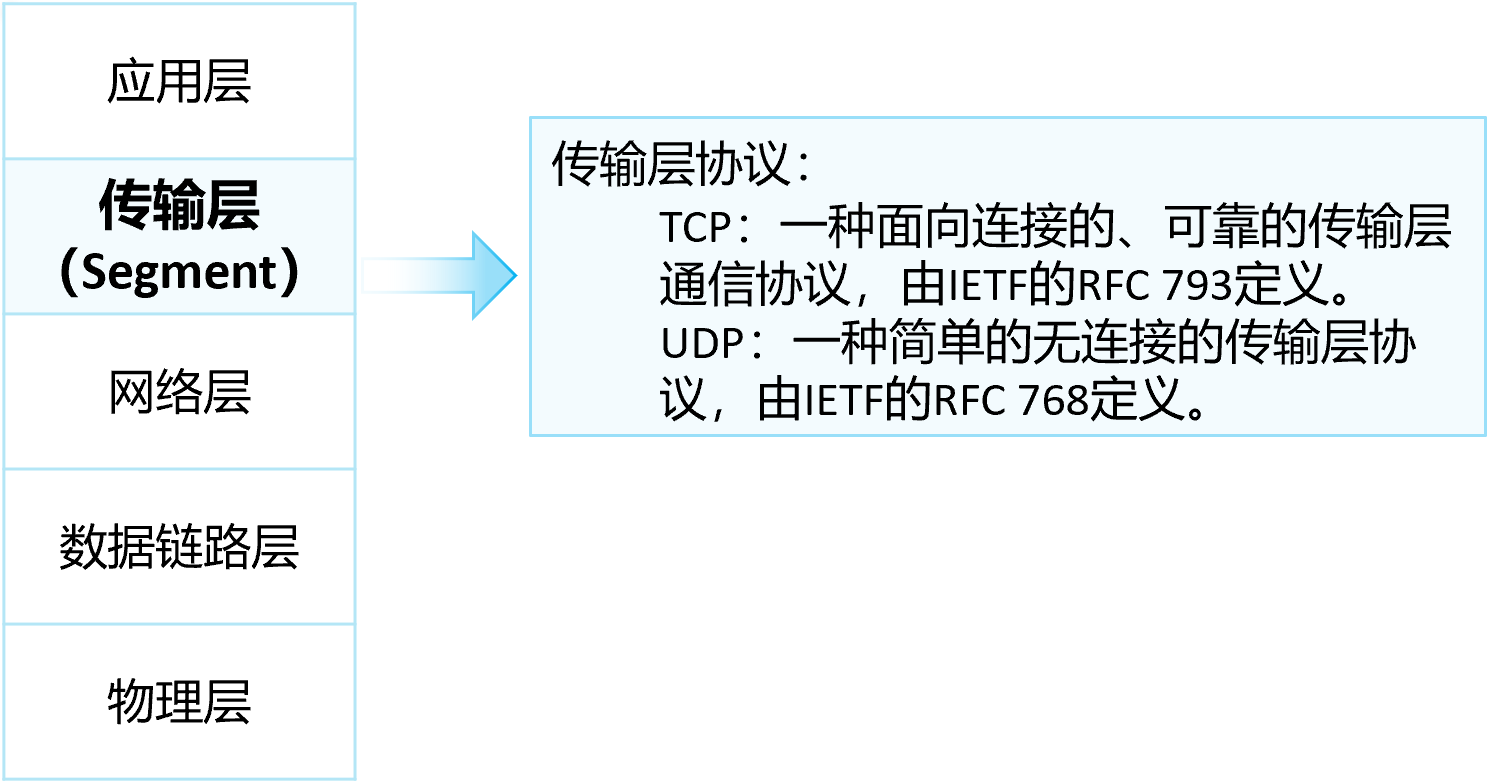 应用层
传输层
（Segment）
网络层
数据链路层
物理层
传输层协议：
TCP：一种面向连接的、可靠的传输层
通信协议，由IETF的RFC 793定义。
UDP：一种简单的无连接的传输层协
议，由IETF的RFC 768定义。